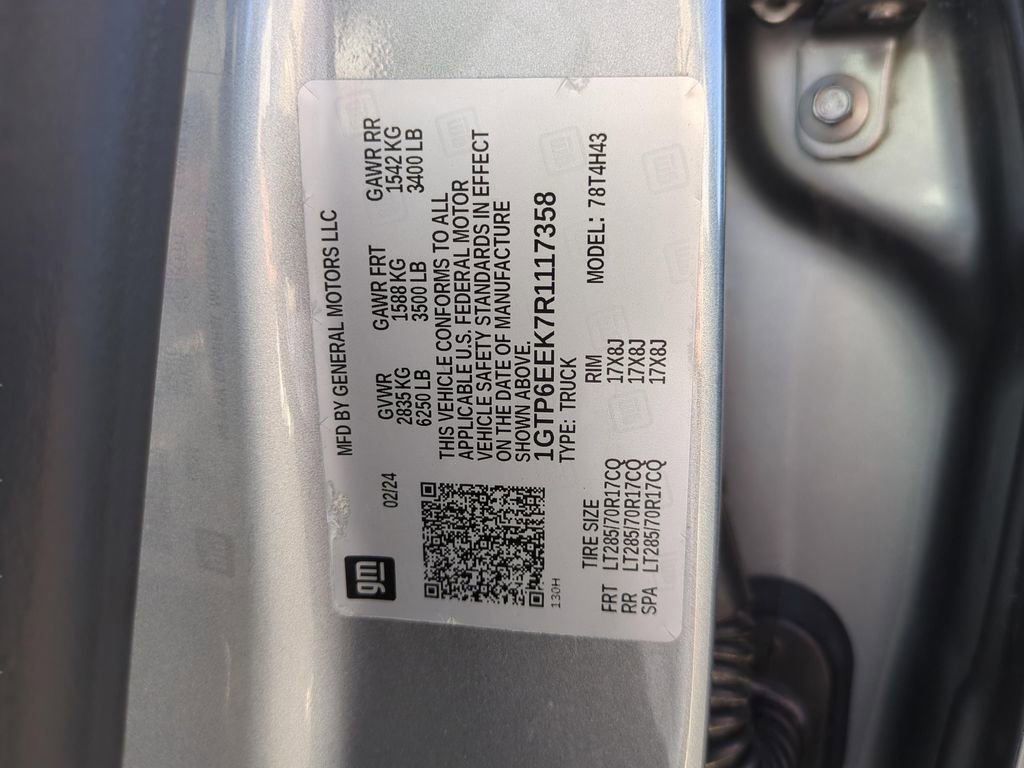 gm
MFD BY GENERAL MOTORS LLC
02/24
GVWR GAWR FRT GAWR RR
2835 KG 1588 KG 1542 KG
6250 LB 3500 LB 3400 LB
THIS VEHICLE CONFORMS TO ALL
APPLICABLE U.S. FEDERAL MOTOR
VEHICLE SAFETY STANDARDS IN EFFECT
ON THE DATE OF MANUFACTURE
SHOWN ABOVE.
1GTP6EEK7R1117358
130H
TYPE: TRUCK
MODEL: 78T4H43
TIRE SIZE RIM
FRT LT285/70R17CQ 17X8J
RR LT285/70R17CQ 17X8J
SPA LT285/70R17CQ 17X8J